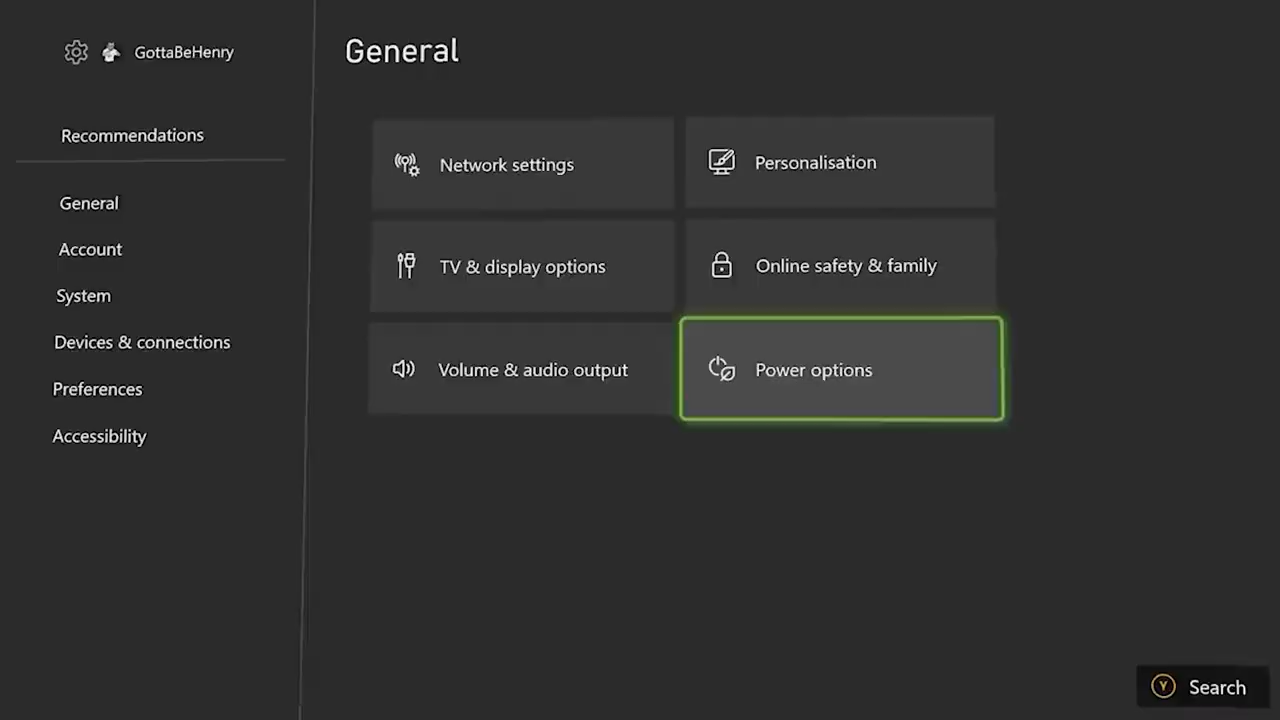 GottaBeHenry
General
Recommendations
General
Account
System
Devices & connections
Preferences
Accessibility
Network settings
Personalisation
TV & display options
Online safety & family
Volume & audio output
Power options
Y Search